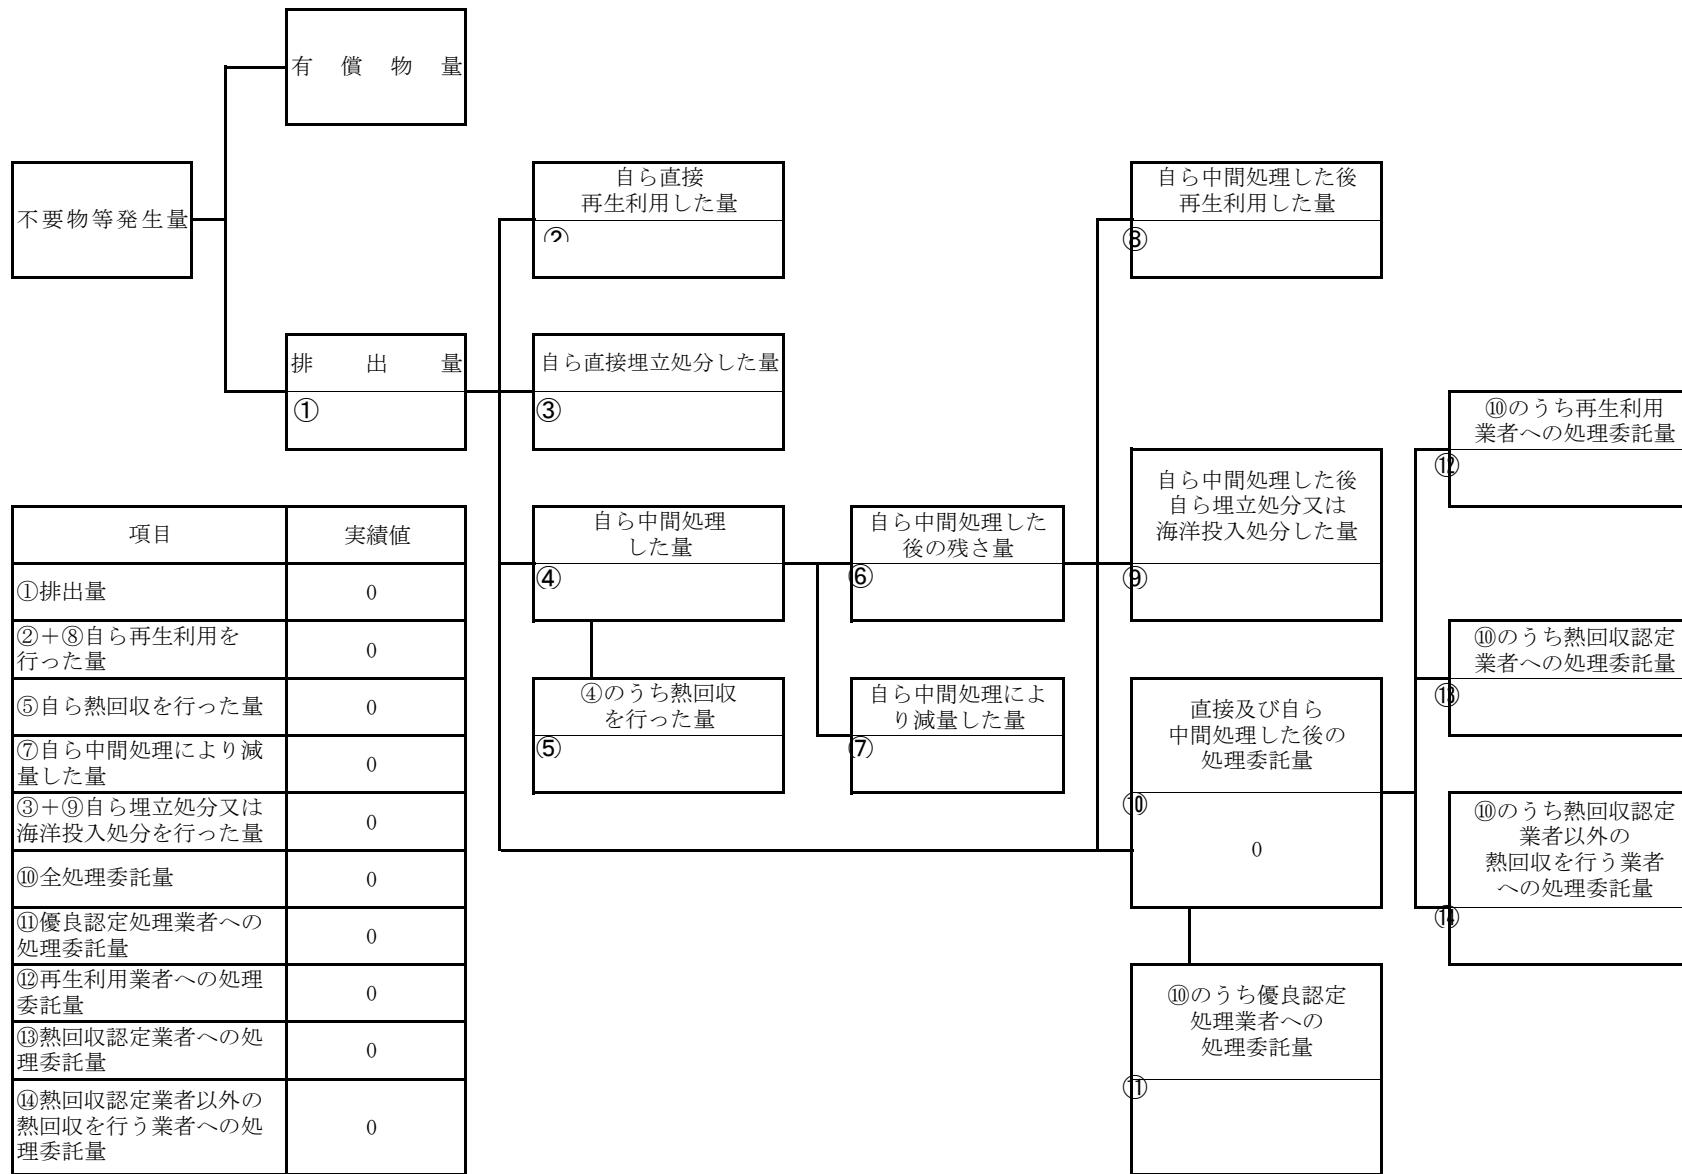 有償物量
不要物等発生量
自ら直接
再生利用した量
②
自ら中間処理した後
再生利用した量
⑧
排出量
①
自ら直接埋立処分した量
③
⑩のうち再生利用
業者への処理委託量
⑫
自ら中間処理した後
自ら埋立処分又は
海洋投入処分した量
⑨
自ら中間処理
した量
④
自ら中間処理した
後の残さ量
⑥
⑩のうち熱回収認定
業者への処理委託量
⑬
④のうち熱回収
を行った量
⑤
自ら中間処理によ
り減量した量
⑦
直接及び自ら
中間処理した後の
処理委託量
⑩
0
⑩のうち熱回収認定
業者以外の
熱回収を行う業者
への処理委託量
⑭
⑩のうち優良認定
処理業者への
処理委託量
⑪
項目 実績値
①排出量 0
②＋⑧自ら再生利用を
行った量 0
⑤自ら熱回収を行った量 0
⑦自ら中間処理により減
量した量 0
③＋⑨自ら埋立処分又は
海洋投入処分を行った量 0
⑩全処理委託量 0
⑪優良認定処理業者への
処理委託量 0
⑫再生利用業者への処理
委託量 0
⑬熱回収認定業者への処
理委託量 0
⑭熱回収認定業者以外の
熱回収を行う業者への処
理委託量 0